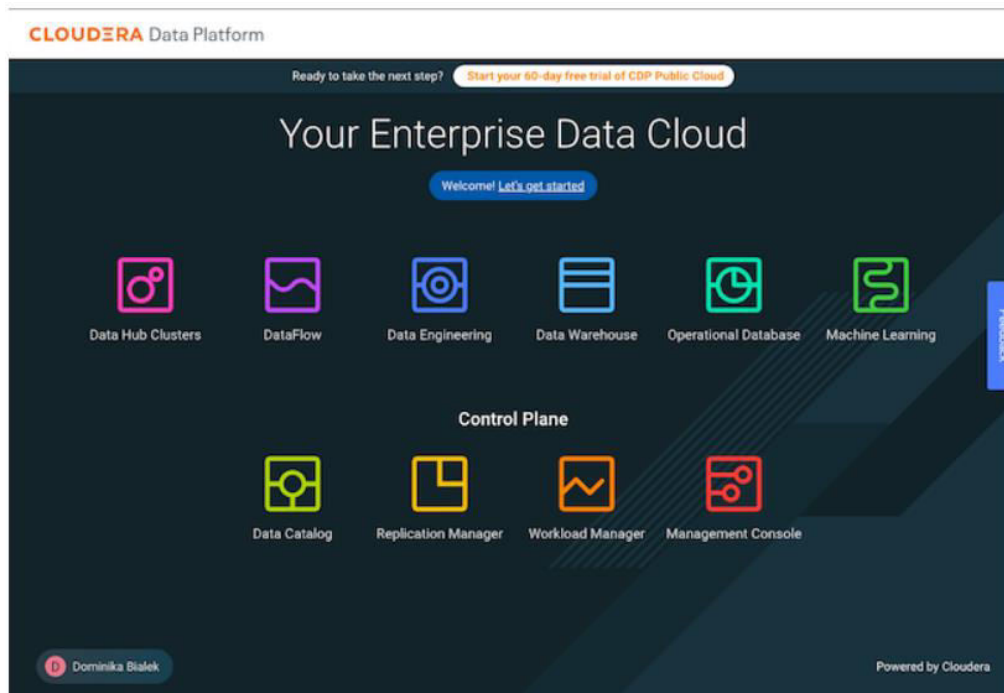 CLOUDERA Data Platform
Ready to take the next step? Start your 60-day free trial of CDP Public Cloud
Your Enterprise Data Cloud
Welcome! Let's get started
Data Hub Clusters DataFlow Data Engineering Data Warehouse Operational Database Machine Learning
Control Plane
Data Catalog Replication Manager Workload Manager Management Console
D Dominika Bialek
Powered by Cloudera